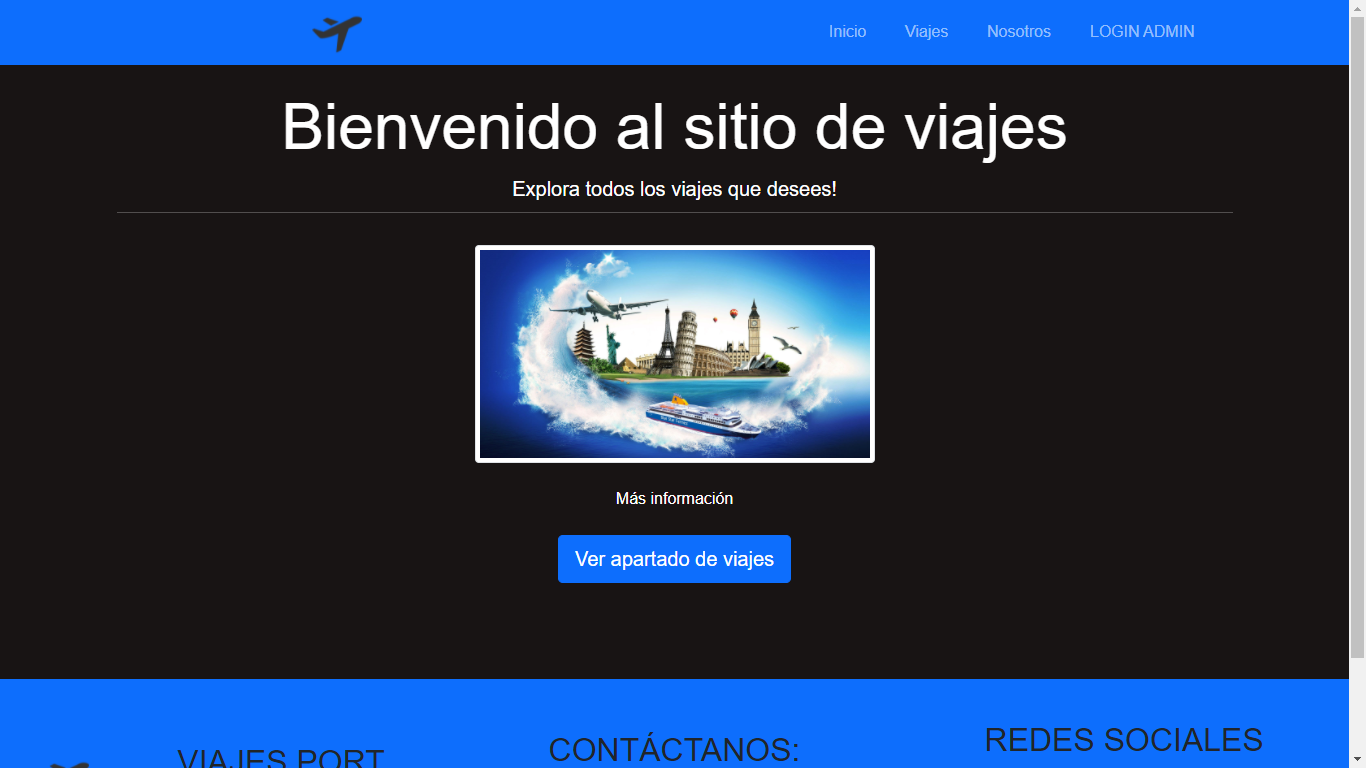 Inicio Viajes Nosotros LOGIN ADMIN
Bienvenido al sitio de viajes
Explora todos los viajes que desees!
Más información
Ver apartado de viajes
VIAJES PORT
CONTÁCTANOS:
REDES SOCIALES